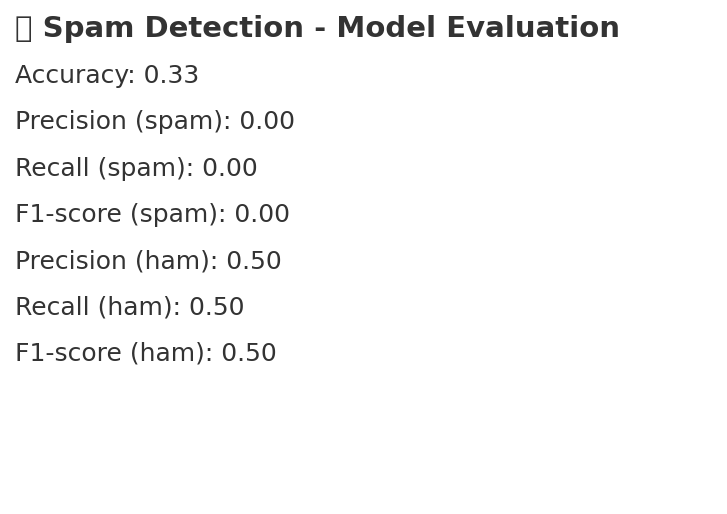 Spam Detection - Model Evaluation
Accuracy: 0.33
Precision (spam): 0.00
Recall (spam): 0.00
F1-score (spam): 0.00
Precision (ham): 0.50
Recall (ham): 0.50
F1-score (ham): 0.50